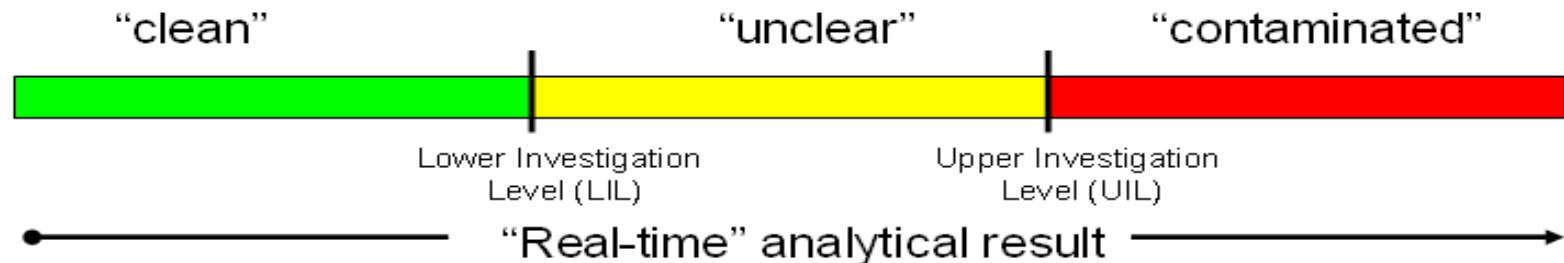 “clean”
“unclear”
“contaminated”
Lower Investigation
Level (LIL)
Upper Investigation
Level (UIL)
“Real-time” analytical result